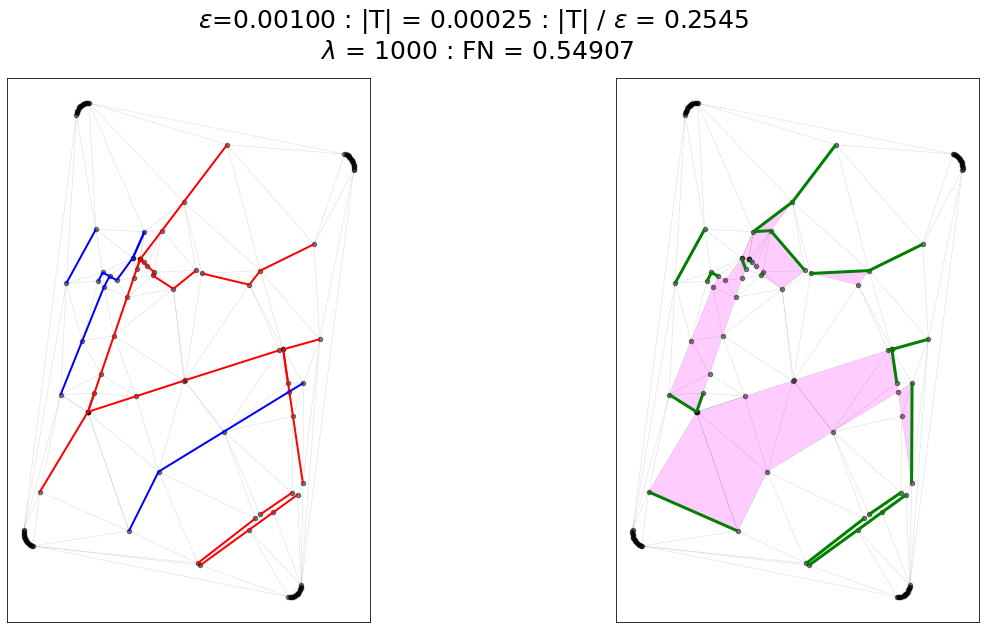 ε=0.00100 : |T| = 0.00025 : |T| / ε = 0.2545
λ = 1000 : FN = 0.54907